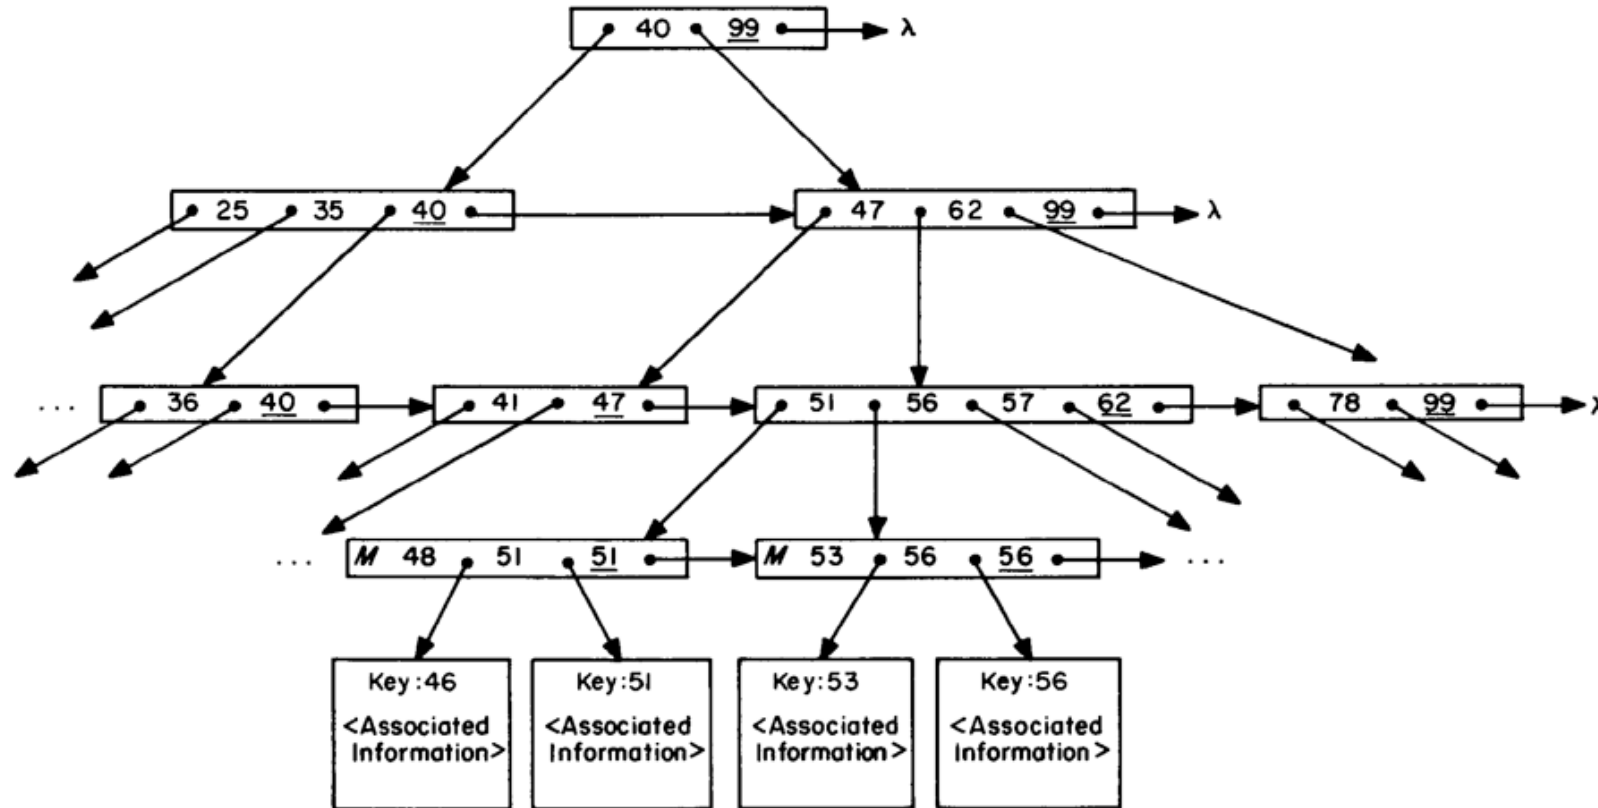 40 99 λ
25 35 40 47 62 99 λ
... 36 40 41 47 51 56 57 62 78 99 λ
... M 48 51 51 M 53 56 56 ...
Key:46 Key:51 Key:53 Key:56
<Associated <Associated <Associated <Associated
Information> Information> Information> Information>